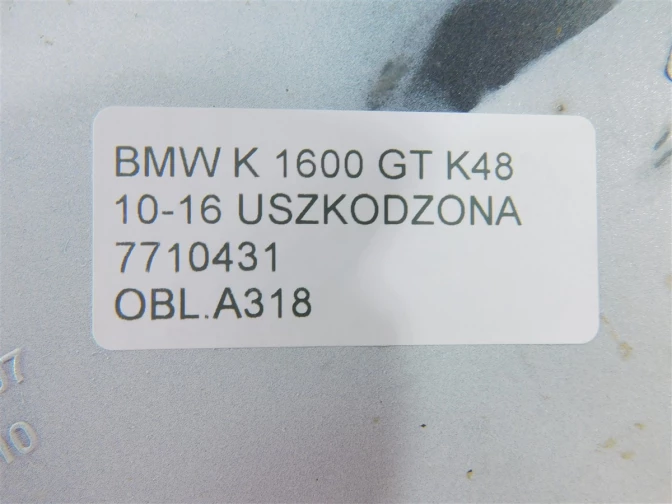 BMW K 1600 GT K48
10-16 USZKODZONA
7710431
OBL.A318